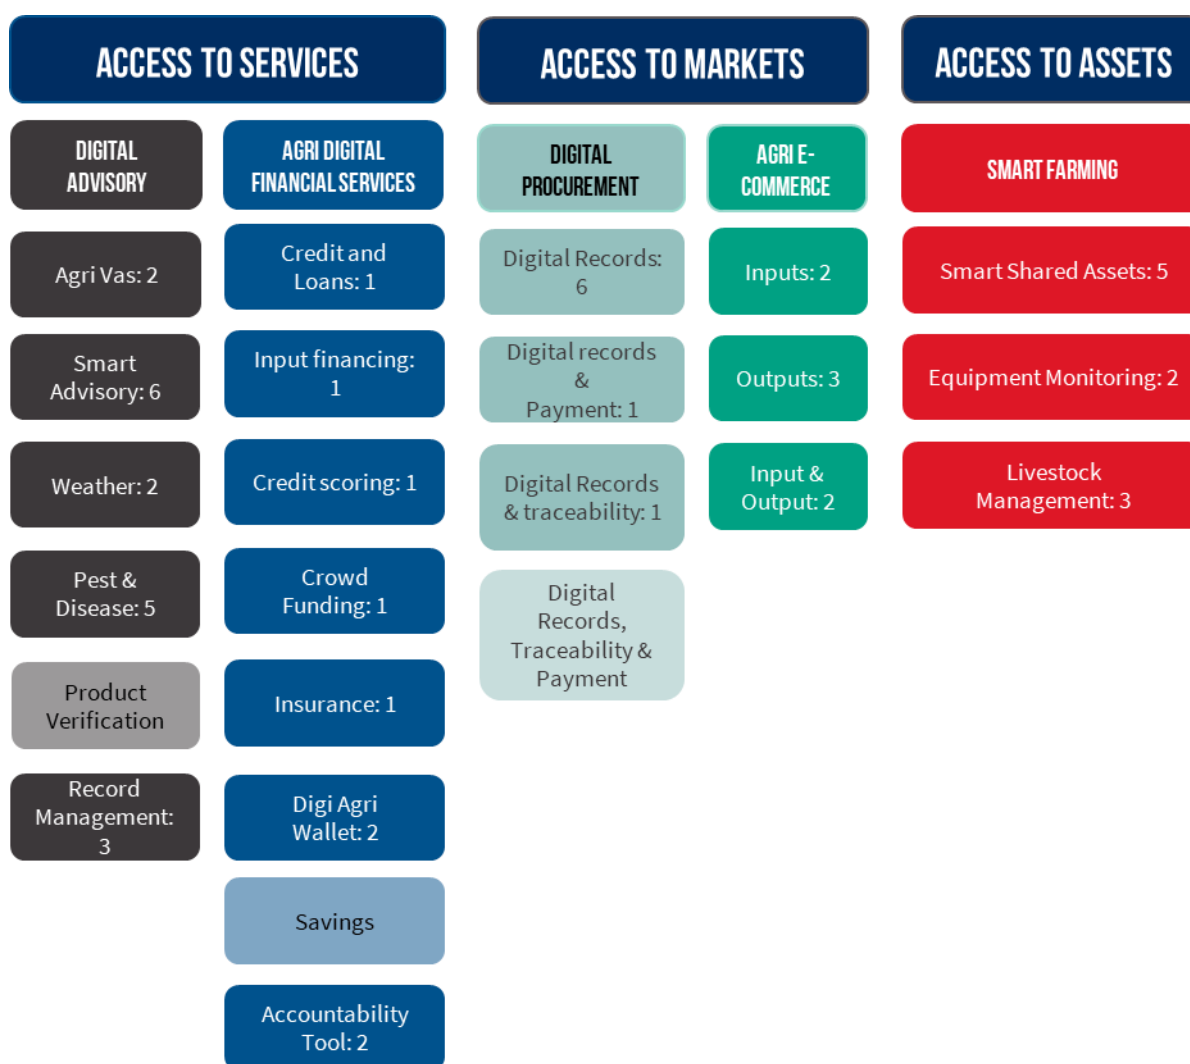 ACCESS TO SERVICES
DIGITAL
ADVISORY
Agri Vas: 2
Smart
Advisory: 6
Weather: 2
Pest &
Disease: 5
Product
Verification
Record
Management:
3
AGRI DIGITAL
FINANCIAL SERVICES
Credit and
Loans: 1
Input financing:
1
Credit scoring: 1
Crowd
Funding: 1
Insurance: 1
Digi Agri
Wallet: 2
Savings
Accountability
Tool: 2
ACCESS TO MARKETS
DIGITAL
PROCUREMENT
Digital Records:
6
Digital records
&
Payment: 1
Digital Records
& traceability: 1
Digital
Records,
Traceability &
Payment
AGRI E-
COMMERCE
Inputs: 2
Outputs: 3
Input &
Output: 2
ACCESS TO ASSETS
SMART FARMING
Smart Shared Assets: 5
Equipment Monitoring: 2
Livestock
Management: 3